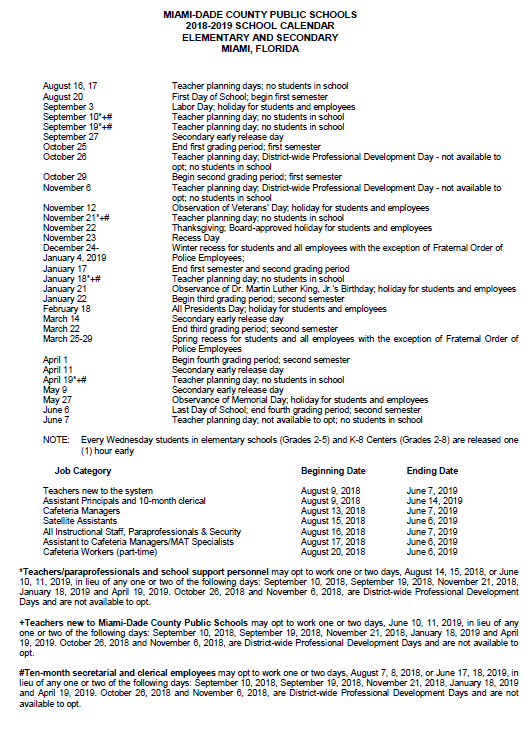 MIAMI-DADE COUNTY PUBLIC SCHOOLS
2018-2019 SCHOOL CALENDAR
ELEMENTARY AND SECONDARY
MIAMI, FLORIDA
August 16, 17 Teacher planning days; no students in school
August 20 First Day of School; begin first semester
September 3 Labor Day; holiday for students and employees
September 10*+# Teacher planning day; no students in school
September 19*+# Teacher planning day; no students in school
September 27 Secondary early release day
October 25 End first grading period; first semester
October 26 Teacher planning day; District-wide Professional Development Day - not available to
opt; no students in school
October 29 Begin second grading period; first semester
November 6 Teacher planning day; District-wide Professional Development Day - not available to
opt; no students in school
November 12 Observation of Veterans' Day; holiday for students and employees
November 21*+# Teacher planning day; no students in school
November 22 Thanksgiving; Board-approved holiday for students and employees
November 23 Recess Day
December 24- Winter recess for students and all employees with the exception of Fraternal Order of
January 4, 2019 Police Employees;
January 17 End first semester and second grading period
January 18*+# Teacher planning day; no students in school
January 21 Observance of Dr. Martin Luther King, Jr.'s Birthday; holiday for students and employees
January 22 Begin third grading period; second semester
February 18 All Presidents Day; holiday for students and employees
March 14 Secondary early release day
March 22 End third grading period; second semester
March 25-29 Spring recess for students and all employees with the exception of Fraternal Order of
Police Employees
April 1 Begin fourth grading period; second semester
April 11 Secondary early release day
April 19*+# Teacher planning day; no students in school
May 9 Secondary early release day
May 27 Observance of Memorial Day; holiday for students and employees
June 6 Last Day of School; end fourth grading period; second semester
June 7 Teacher planning day; not available to opt; no students in school
NOTE: Every Wednesday students in elementary schools (Grades 2-5) and K-8 Centers (Grades 2-8) are released one
(1) hour early
Job Category Beginning Date Ending Date
Teachers new to the system August 9, 2018 June 7, 2019
Assistant Principals and 10-month clerical August 9, 2018 June 14, 2019
Cafeteria Managers August 13, 2018 June 7, 2019
Satellite Assistants August 15, 2018 June 6, 2019
All Instructional Staff, Paraprofessionals & Security August 16, 2018 June 7, 2019
Assistant to Cafeteria Managers/MAT Specialists August 17, 2018 June 6, 2019
Cafeteria Workers (part-time) August 20, 2018 June 6, 2019
*Teachers/paraprofessionals and school support personnel may opt to work one or two days, August 14, 15, 2018, or June
10, 11, 2019, in lieu of any one or two of the following days: September 10, 2018, September 19, 2018, November 21, 2018,
January 18, 2019 and April 19, 2019. October 26, 2018 and November 6, 2018, are District-wide Professional Development
Days and are not available to opt.
+Teachers new to Miami-Dade County Public Schools may opt to work one or two days, June 10, 11, 2019, in lieu of any
one or two of the following days: September 10, 2018, September 19, 2018, November 21, 2018, January 18, 2019 and April
19, 2019. October 26, 2018 and November 6, 2018, are District-wide Professional Development Days and are not available to
opt.
#Ten-month secretarial and clerical employees may opt to work one or two days, August 7, 8, 2018, or June 17, 18, 2019, in
lieu of any one or two of the following days: September 10, 2018, September 19, 2018, November 21, 2018, January 18, 2019
and April 19, 2019. October 26, 2018 and November 6, 2018, are District-wide Professional Development Days and are not
available to opt.